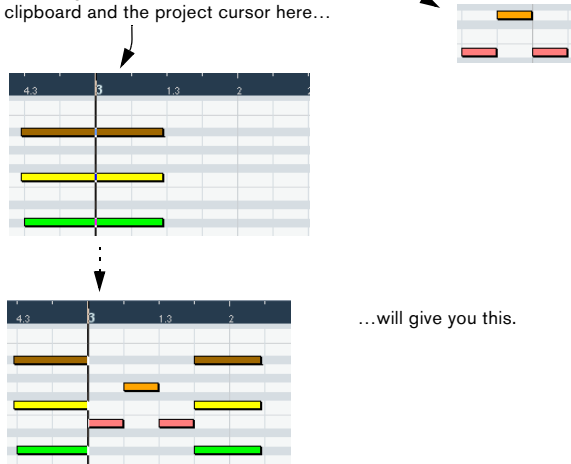 clipboard and the project cursor here…
4.3 3 1.3 2
4.3 3 1.3 2
…will give you this.